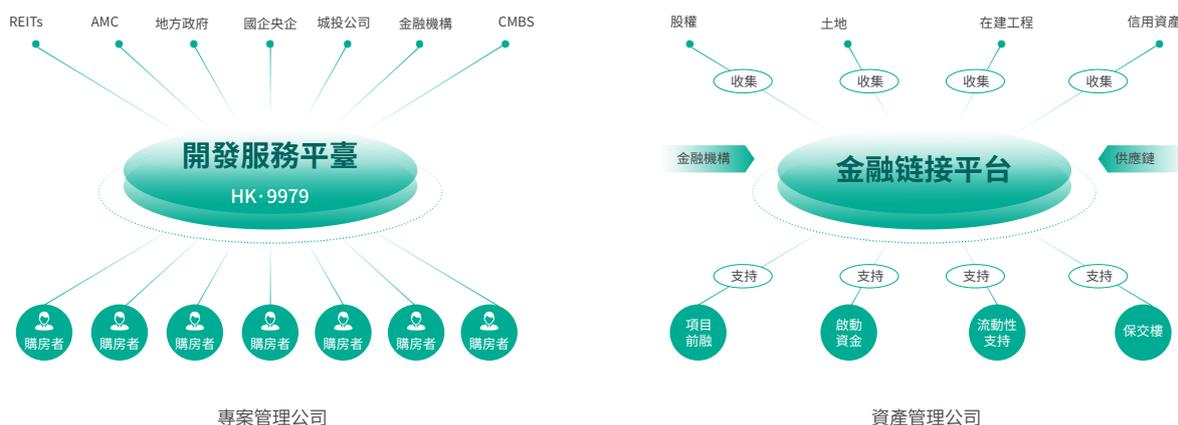 REITs
AMC
地方政府
國企央企
城投公司
金融機構
CMBS
開發服務平臺
HK·9979
購房者
購房者
購房者
購房者
購房者
購房者
購房者
專案管理公司
股權
土地
在建工程
信用資產
收集
收集
收集
收集
金融機構
金融链接平台
供應鏈
支持
支持
支持
支持
項目
前融
啟動
資金
流動性
支持
保交樓
資產管理公司